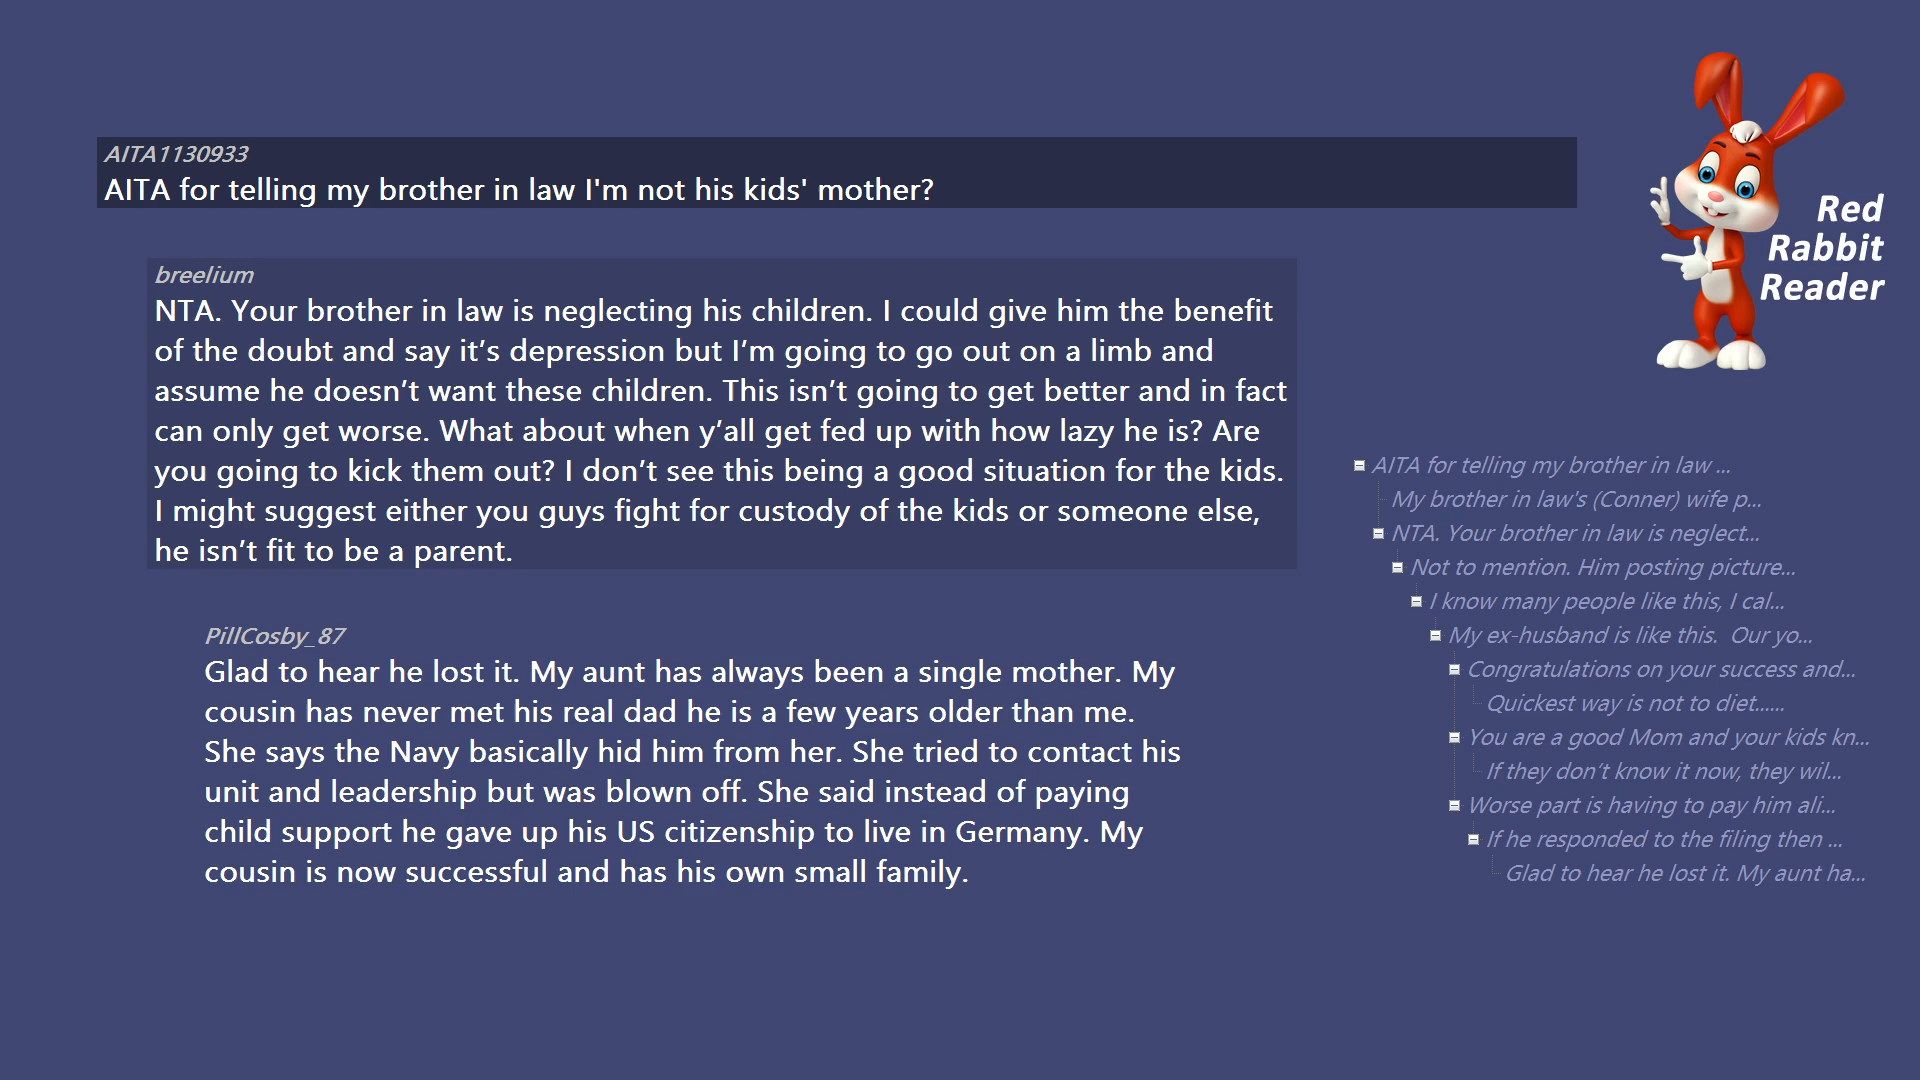 AITA1130933
AITA for telling my brother in law I'm not his kids' mother?
breelium
NTA. Your brother in law is neglecting his children. I could give him the benefit
of the doubt and say it’s depression but I’m going to go out on a limb and
assume he doesn’t want these children. This isn’t going to get better and in fact
can only get worse. What about when y’all get fed up with how lazy he is? Are
you going to kick them out? I don’t see this being a good situation for the kids.
I might suggest either you guys fight for custody of the kids or someone else,
he isn’t fit to be a parent.
PillCosby_87
Glad to hear he lost it. My aunt has always been a single mother. My
cousin has never met his real dad he is a few years older than me.
She says the Navy basically hid him from her. She tried to contact his
unit and leadership but was blown off. She said instead of paying
child support he gave up his US citizenship to live in Germany. My
cousin is now successful and has his own small family.
Red
Rabbit
Reader
AITA for telling my brother in law ...
My brother in law's (Conner) wife p...
NTA. Your brother in law is neglect...
Not to mention. Him posting picture...
I know many people like this, I cal...
My ex-husband is like this.  Our yo...
Congratulations on your success and...
Quickest way is not to diet......
You are a good Mom and your kids kn...
If they don’t know it now, they wil...
Worse part is having to pay him ali...
If he responded to the filing then ...
Glad to hear he lost it. My aunt ha...